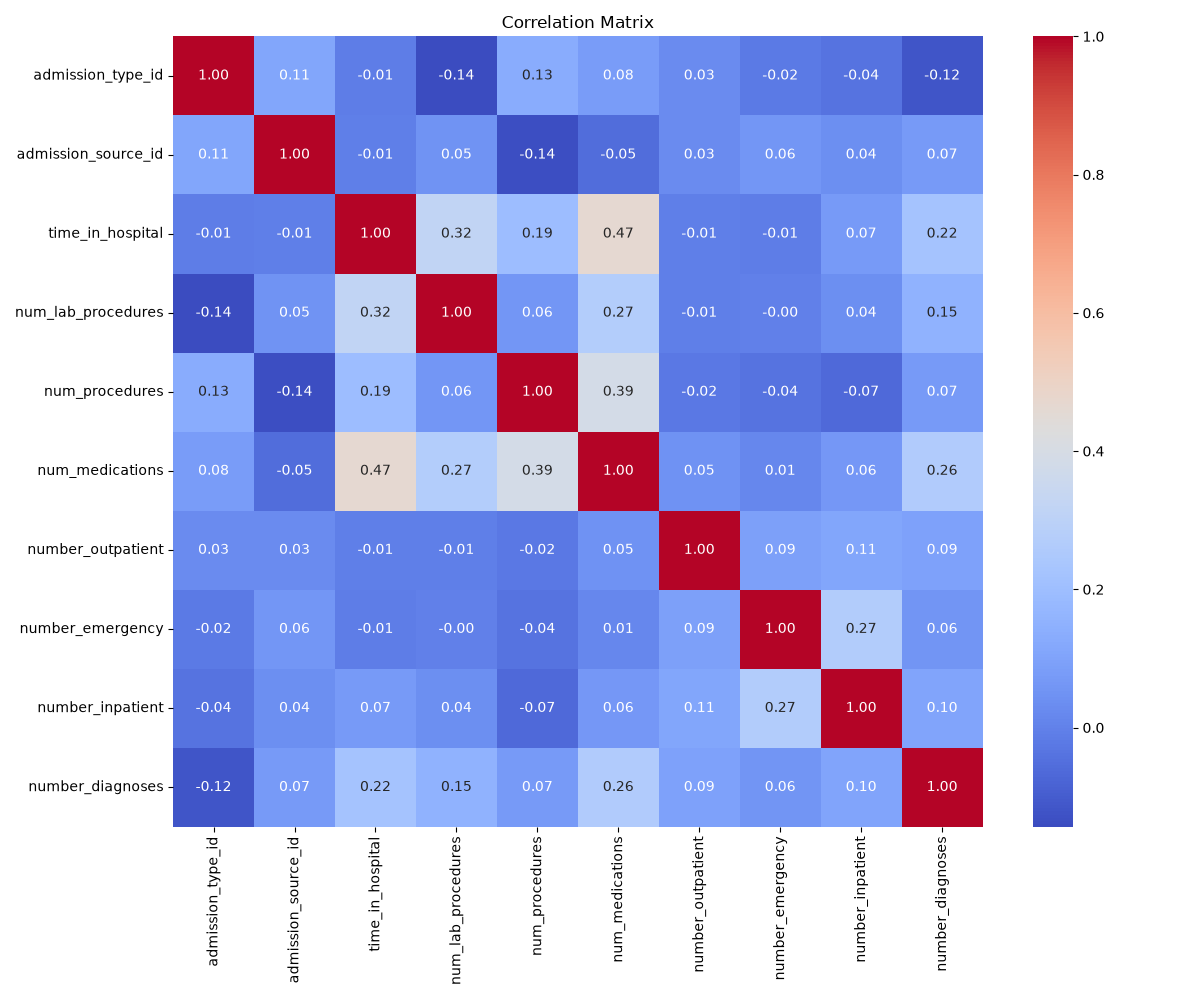 Correlation Matrix
admission_type_id 1.00 0.11 -0.01 -0.14 0.13 0.08 0.03 -0.02 -0.04 -0.12
admission_source_id 0.11 1.00 -0.01 0.05 -0.14 -0.05 0.03 0.06 0.04 0.07
time_in_hospital -0.01 -0.01 1.00 0.32 0.19 0.47 -0.01 -0.01 0.07 0.22
num_lab_procedures -0.14 0.05 0.32 1.00 0.06 0.27 -0.01 -0.00 0.04 0.15
num_procedures 0.13 -0.14 0.19 0.06 1.00 0.39 -0.02 -0.04 -0.07 0.07
num_medications 0.08 -0.05 0.47 0.27 0.39 1.00 0.05 0.01 0.06 0.26
number_outpatient 0.03 0.03 -0.01 -0.01 -0.02 0.05 1.00 0.09 0.11 0.09
number_emergency -0.02 0.06 -0.01 -0.00 -0.04 0.01 0.09 1.00 0.27 0.06
number_inpatient -0.04 0.04 0.07 0.04 -0.07 0.06 0.11 0.27 1.00 0.10
number_diagnoses -0.12 0.07 0.22 0.15 0.07 0.26 0.09 0.06 0.10 1.00
admission_type_id
admission_source_id
time_in_hospital
num_lab_procedures
num_procedures
num_medications
number_outpatient
number_emergency
number_inpatient
number_diagnoses
1.0
0.8
0.6
0.4
0.2
0.0